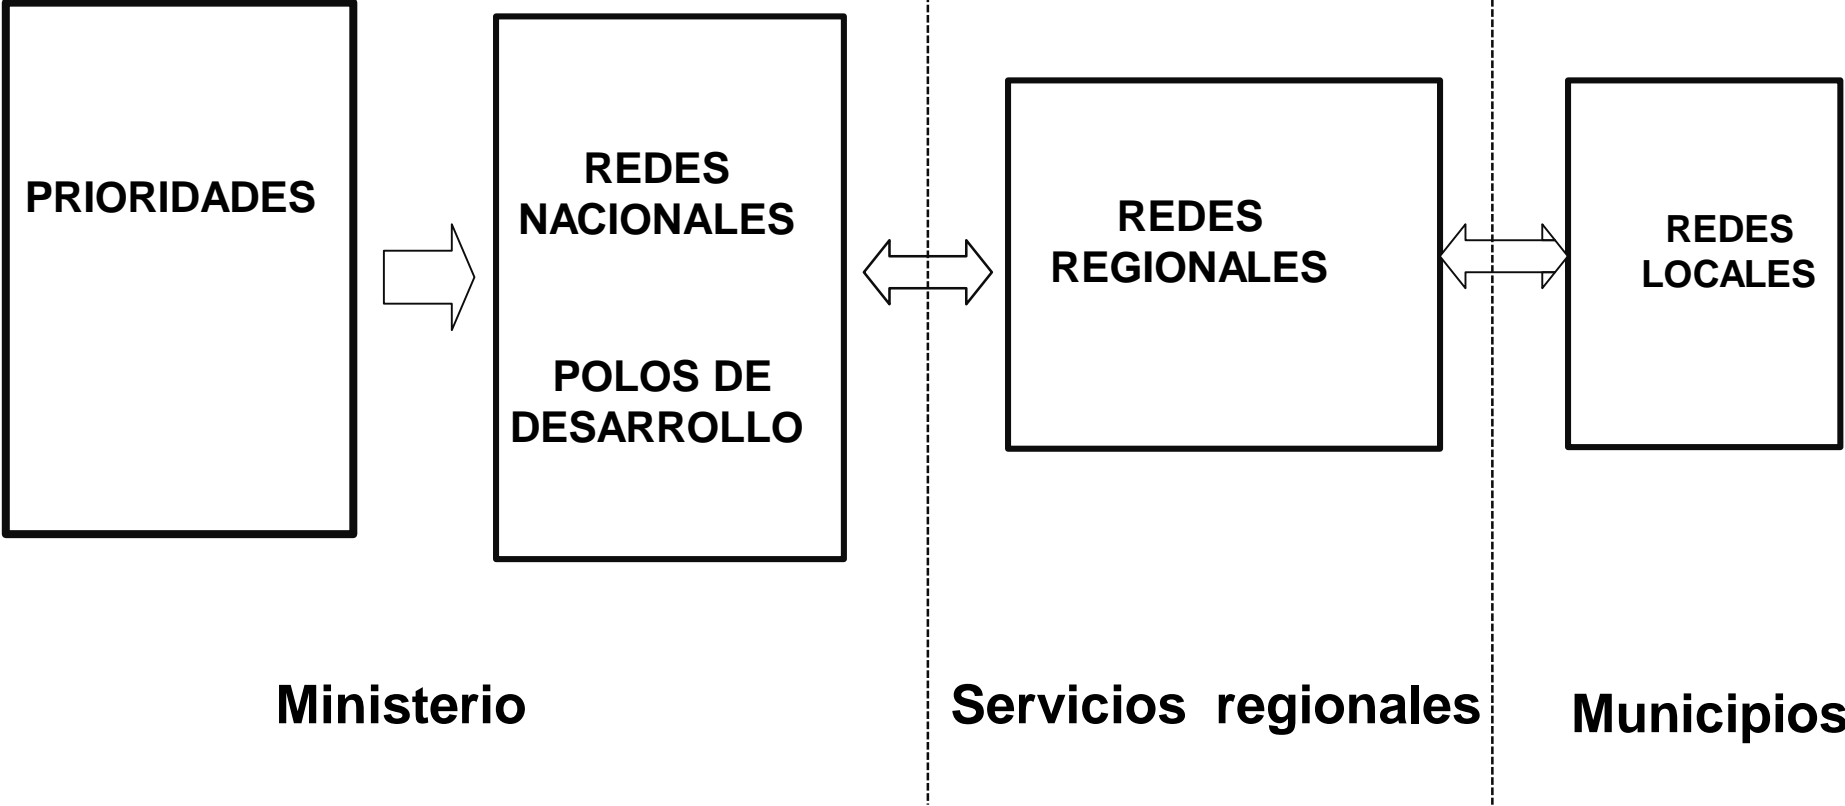 PRIORIDADES
REDES
NACIONALES
POLOS DE
DESARROLLO
REDES
REGIONALES
REDES
LOCALES
Ministerio
Servicios regionales
Municipios